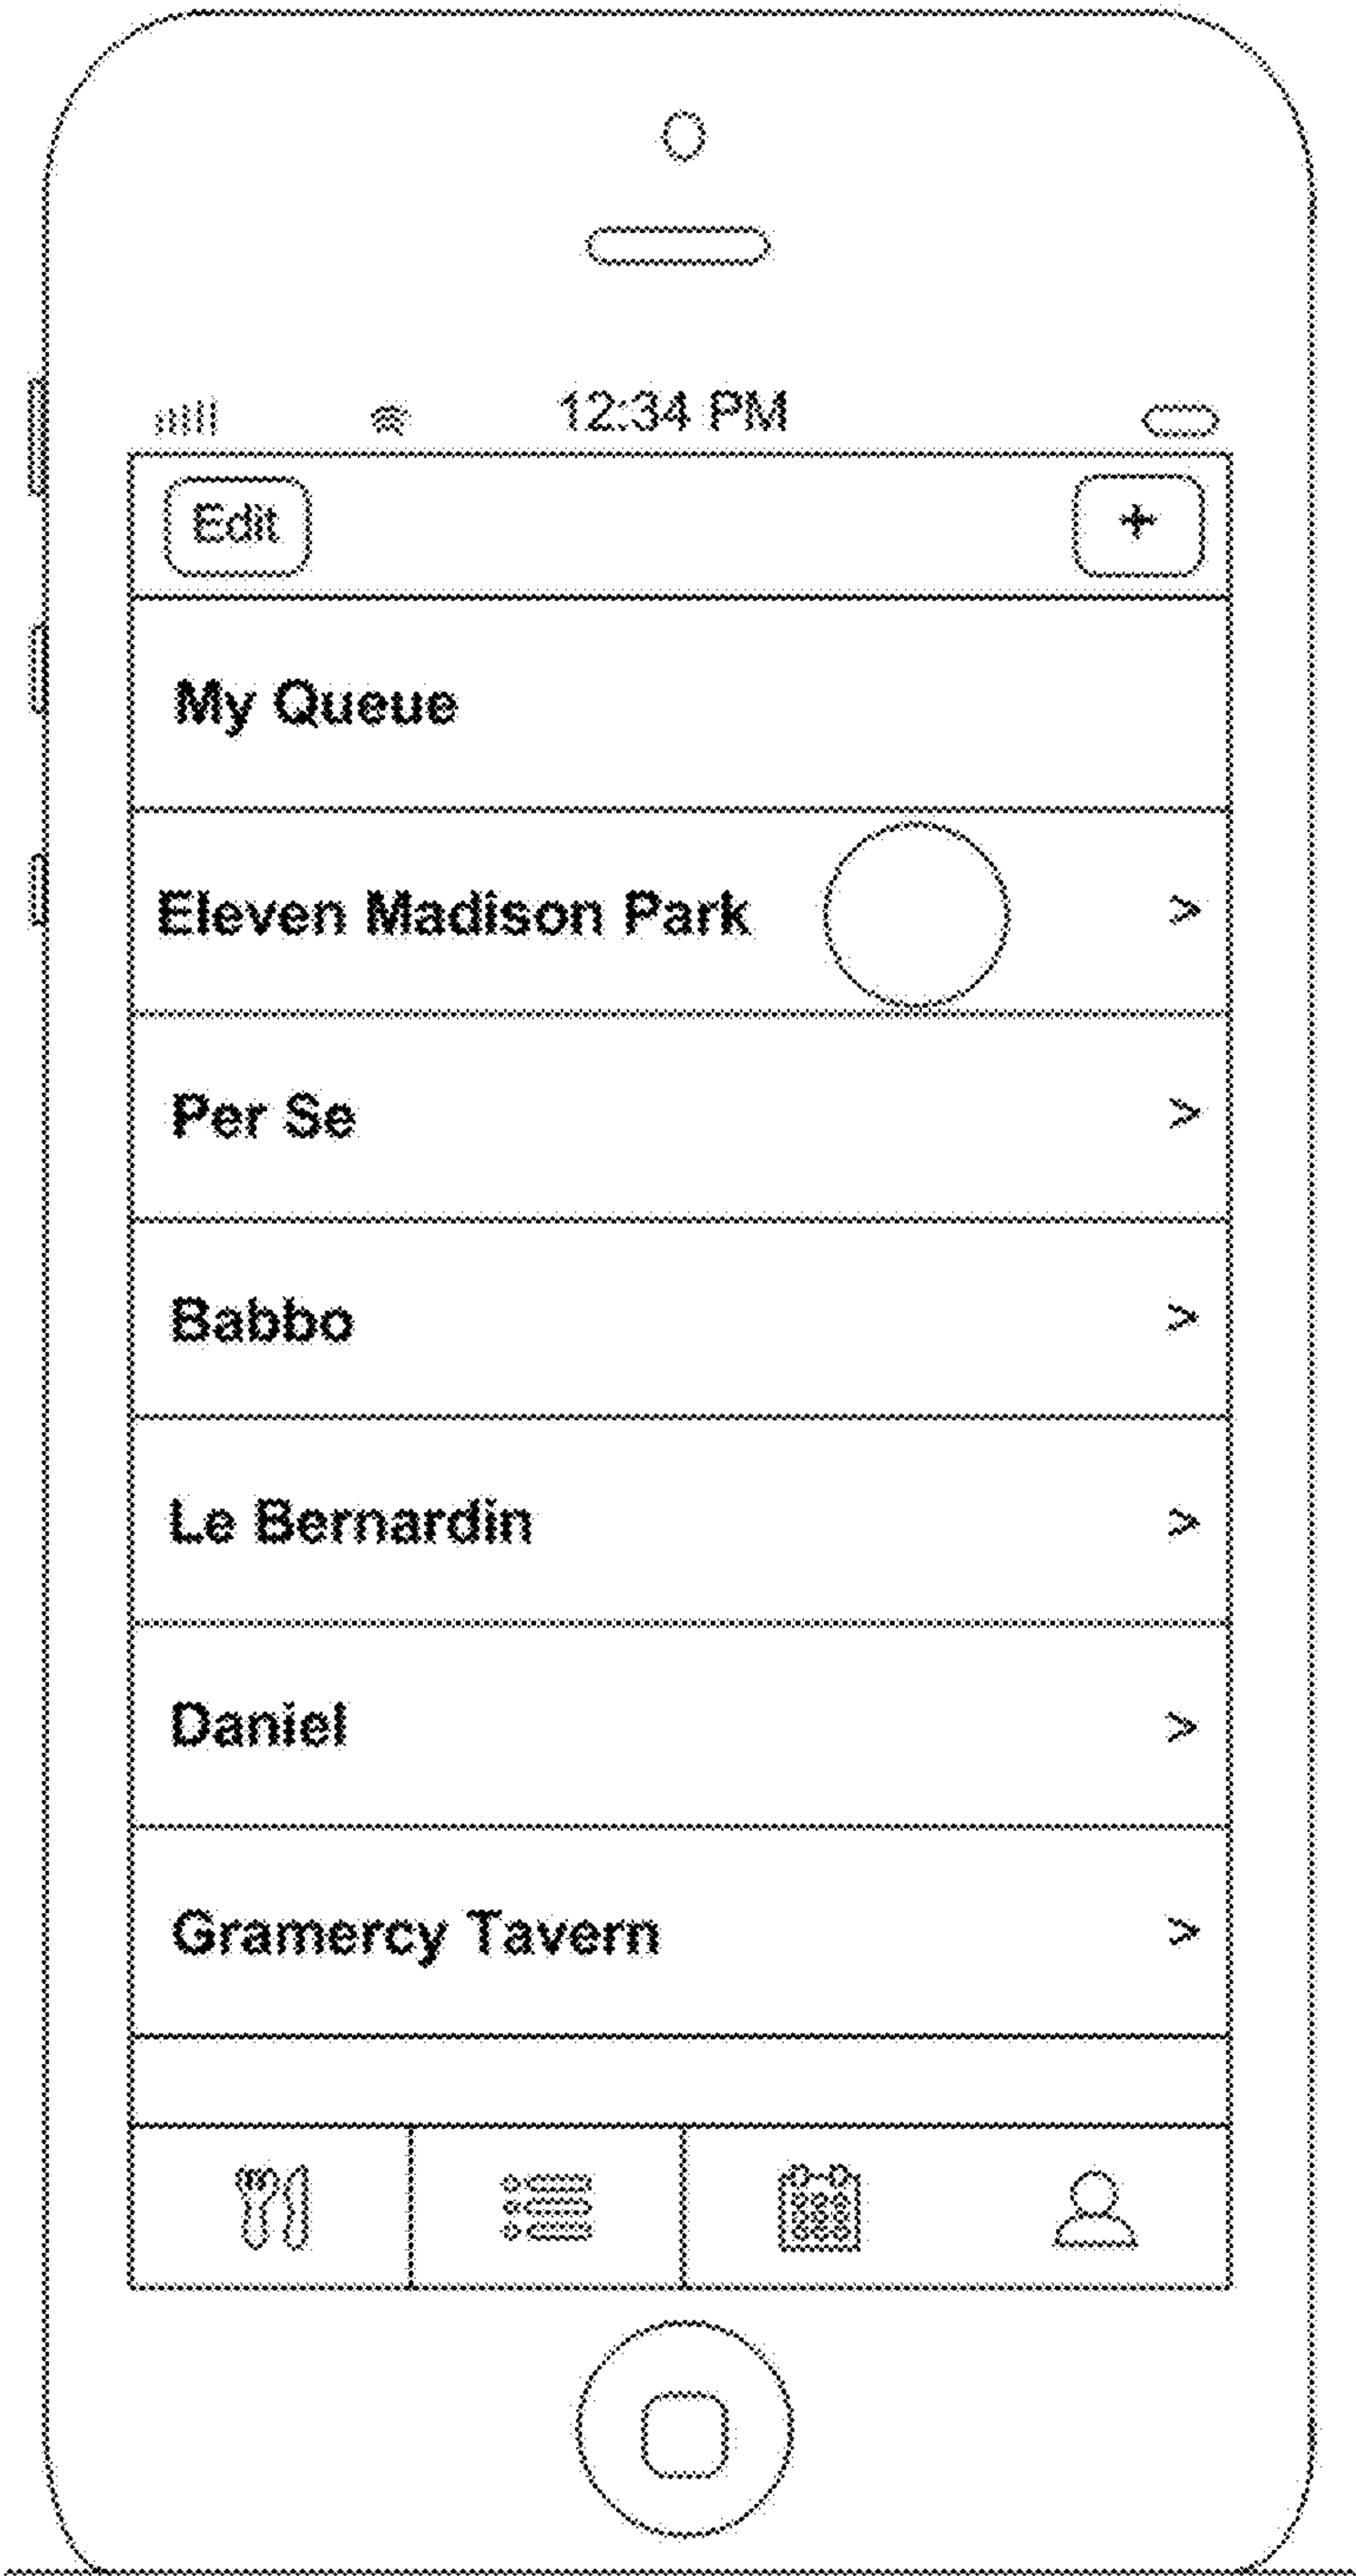 12:34 PM
Edit +
My Queue
Eleven Madison Park >
Per Se >
Babbo >
Le Bernardin >
Daniel >
Gramercy Tavern >